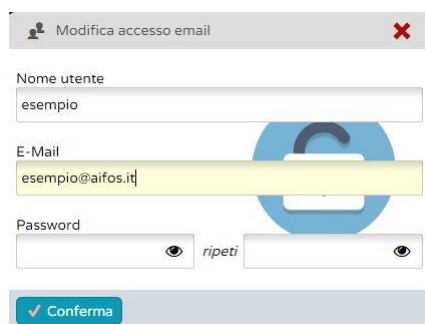 Modifica accesso email
Nome utente
esempio
E-Mail
esempio@aifos.it
Password
ripeti
Conferma